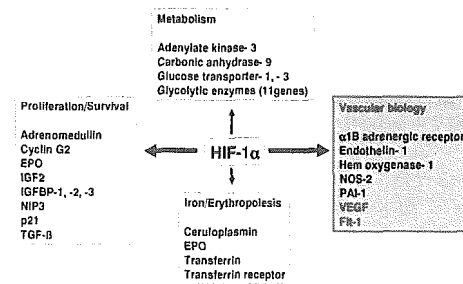 Metabolism
Adenylate kinase- 3
Carbonic anhydrase- 9
Glucose transporter- 1, - 3
Glycolytic enzymes (11genes)
Proliferation/Survival
Adrenomedullin
Cyclin G2
EPO
IGF2
IGFBP-1, -2, -3
NIP3
p21
TGF-ß
HIF-1α
Vascular biology
α1B adrenergic receptor
Endothelin- 1
Hem oxygenase- 1
NOS-2
PAI-1
VEGF
Flt-1
Iron/Erythropolesis
Ceruloplasmin
EPO
Transferrin
Transferrin receptor